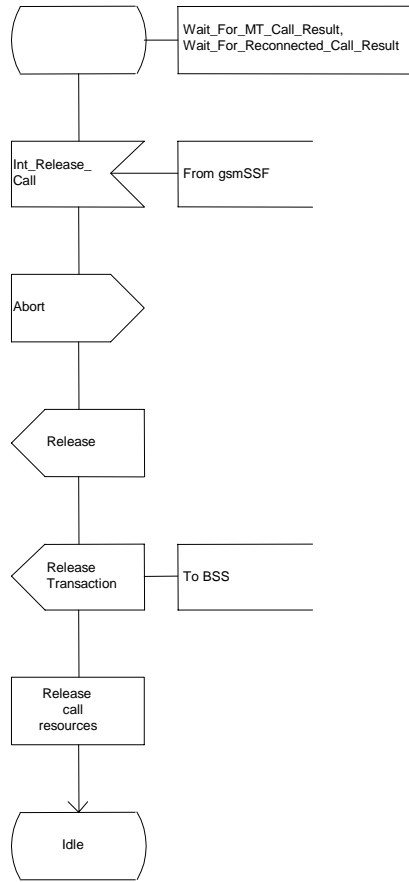 Wait_For_MT_Call_Result,
Wait_For_Reconnected_Call_Result
Int_Release_
Call
From gsmSSF
Abort
Release
Release
Transaction
To BSS
Release
call
resources
Idle